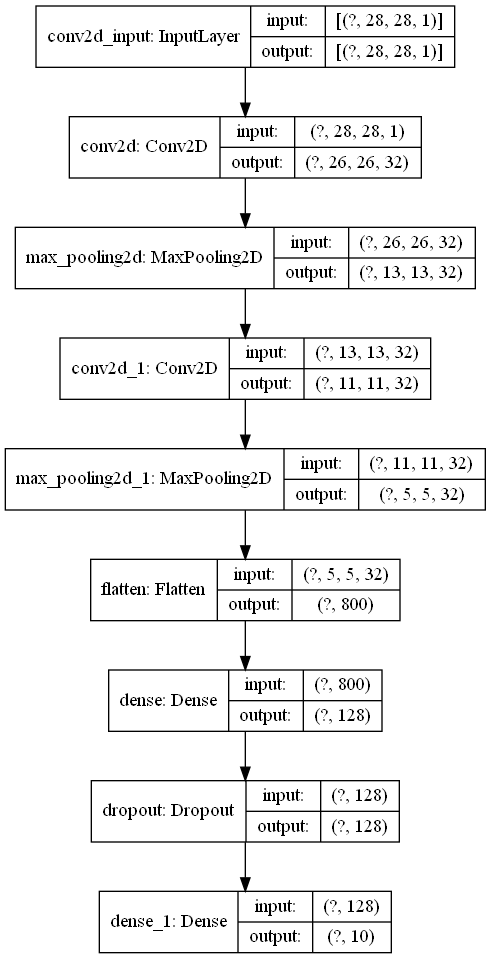 conv2d_input: InputLayer
input: [(?, 28, 28, 1)]
output: [(?, 28, 28, 1)]
conv2d: Conv2D
input: (?, 28, 28, 1)
output: (?, 26, 26, 32)
max_pooling2d: MaxPooling2D
input: (?, 26, 26, 32)
output: (?, 13, 13, 32)
conv2d_1: Conv2D
input: (?, 13, 13, 32)
output: (?, 11, 11, 32)
max_pooling2d_1: MaxPooling2D
input: (?, 11, 11, 32)
output: (?, 5, 5, 32)
flatten: Flatten
input: (?, 5, 5, 32)
output: (?, 800)
dense: Dense
input: (?, 800)
output: (?, 128)
dropout: Dropout
input: (?, 128)
output: (?, 128)
dense_1: Dense
input: (?, 128)
output: (?, 10)